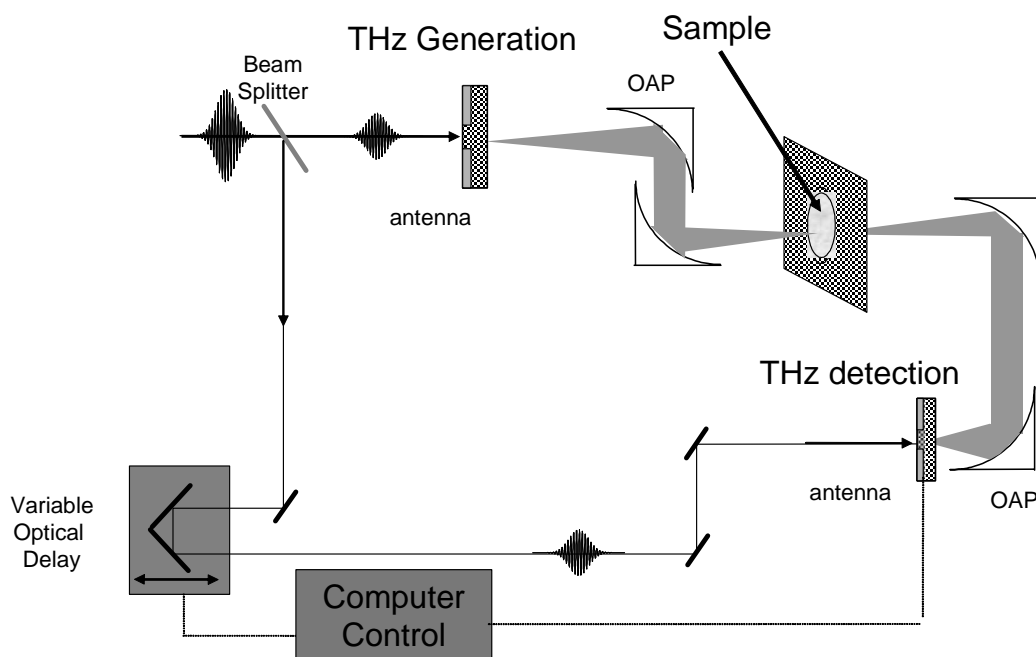 THz Generation
Sample
Beam
Splitter
OAP
antenna
THz detection
antenna
OAP
Variable
Optical
Delay
Computer
Control